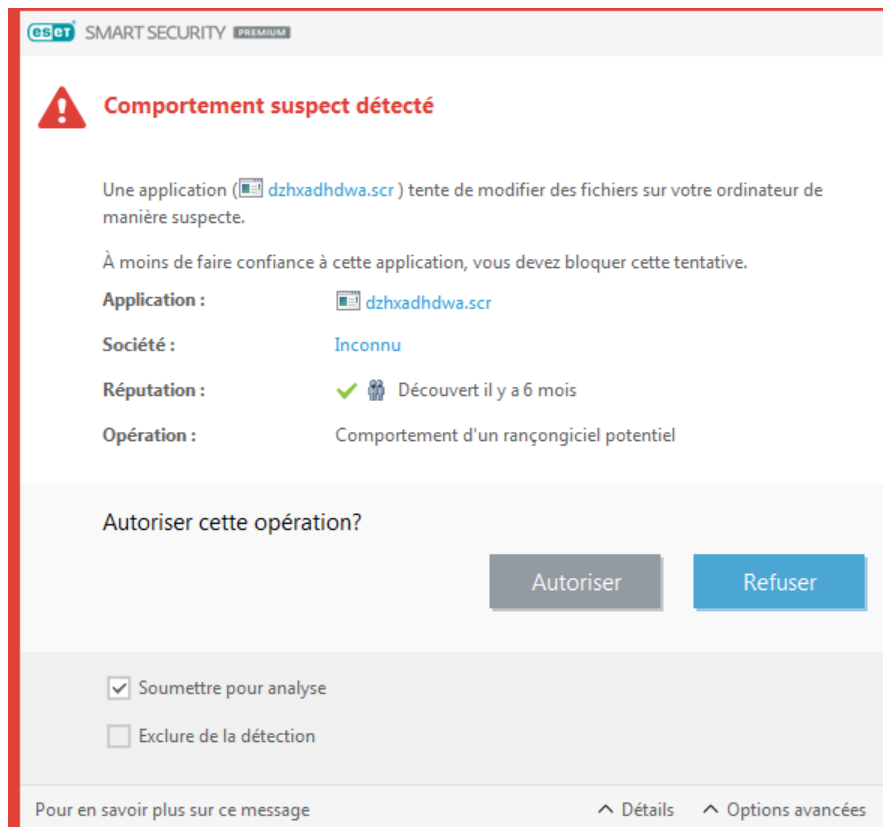 eset SMART SECURITY PREMIUM
Comportement suspect détecté
Une application ( dzhxadhdwa.scr ) tente de modifier des fichiers sur votre ordinateur de
manière suspecte.
À moins de faire confiance à cette application, vous devez bloquer cette tentative.
Application : dzhxadhdwa.scr
Société : Inconnu
Réputation : Découvert il y a 6 mois
Opération : Comportement d'un rançongiciel potentiel
Autoriser cette opération?
Autoriser Refuser
Soumettre pour analyse
Exclure de la détection
Pour en savoir plus sur ce message Détails Options avancées